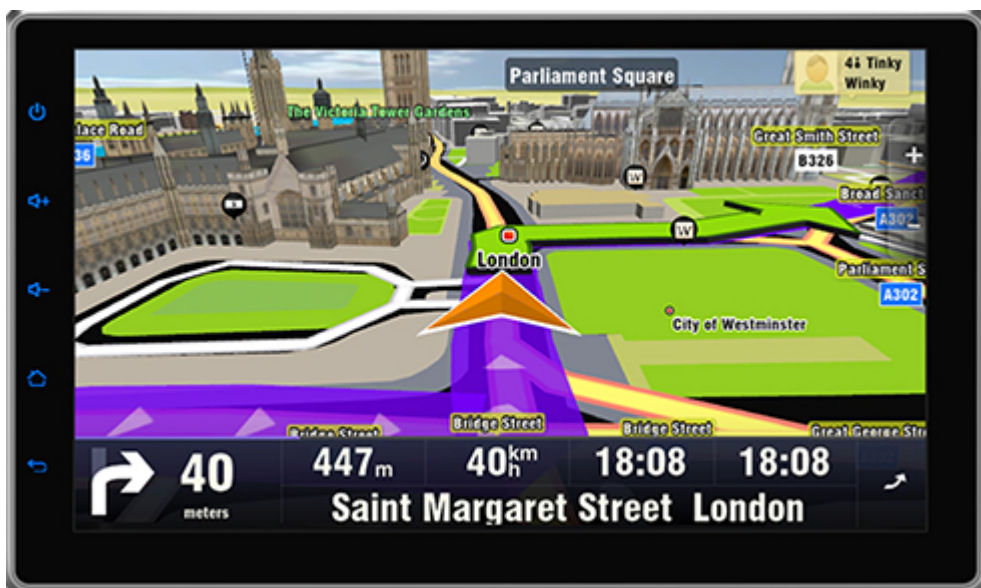 Parliament Square
4 Tinky
Winky
The Victoria Tower Gardens
lace Road
36
Great Smith Street
B326
+
W
Broad Sanct
A302
W
London
Parliament S
A302
City of Westminster
Bridge Street
Bridge Street
Bridge Street
Great George Str
40
meters
447m
40 km/h
18:08
18:08
Saint Margaret Street London